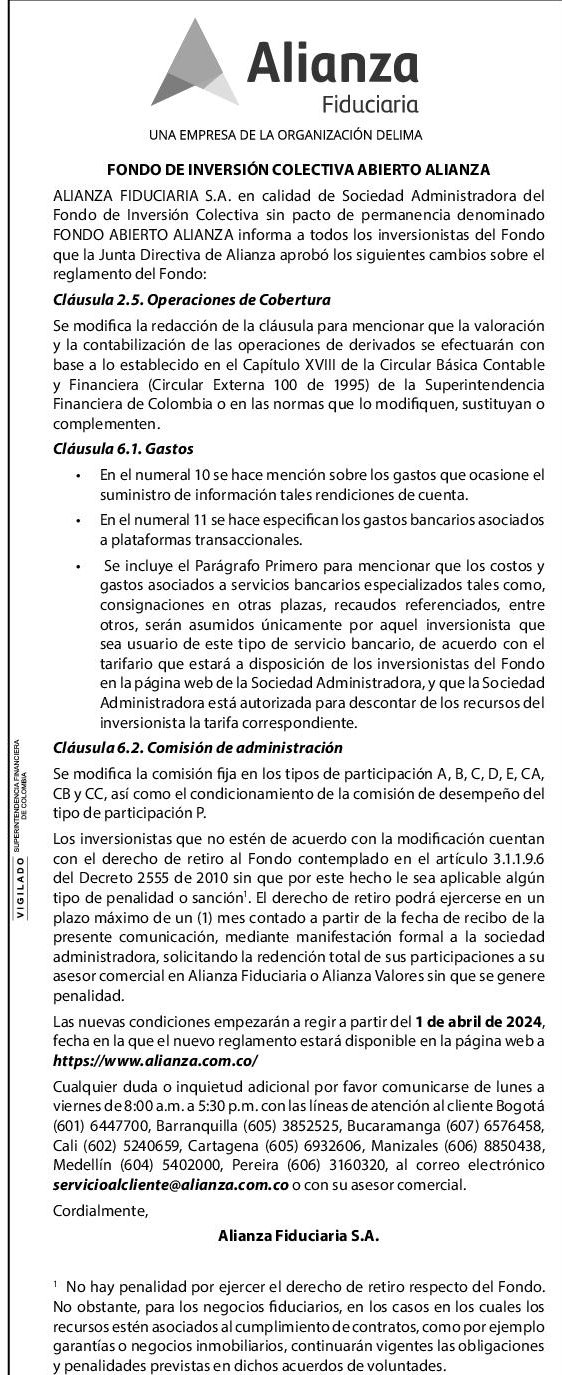 Alianza
Fiduciaria
UNA EMPRESA DE LA ORGANIZACIÓN DELIMA
FONDO DE INVERSIÓN COLECTIVA ABIERTO ALIANZA
ALIANZA FIDUCIARIA S.A. en calidad de Sociedad Administradora del
Fondo de Inversión Colectiva sin pacto de permanencia denominado
FONDO ABIERTO ALIANZA informa a todos los inversionistas del Fondo
que la Junta Directiva de Alianza aprobó los siguientes cambios sobre el
reglamento del Fondo:
Cláusula 2.5. Operaciones de Cobertura
Se modifica la redacción de la cláusula para mencionar que la valoración
y la contabilización de las operaciones de derivados se efectuarán con
base a lo establecido en el Capítulo XVIII de la Circular Básica Contable
y Financiera (Circular Externa 100 de 1995) de la Superintendencia
Financiera de Colombia o en las normas que lo modifiquen, sustituyan o
complementen.
Cláusula 6.1. Gastos
• En el numeral 10 se hace mención sobre los gastos que ocasione el
suministro de información tales rendiciones de cuenta.
• En el numeral 11 se hace especifican los gastos bancarios asociados
a plataformas transaccionales.
• Se incluye el Parágrafo Primero para mencionar que los costos y
gastos asociados a servicios bancarios especializados tales como,
consignaciones en otras plazas, recaudos referenciados, entre
otros, serán asumidos únicamente por aquel inversionista que
sea usuario de este tipo de servicio bancario, de acuerdo con el
tarifario que estará a disposición de los inversionistas del Fondo
en la página web de la Sociedad Administradora, y que la Sociedad
Administradora está autorizada para descontar de los recursos del
inversionista la tarifa correspondiente.
Cláusula 6.2. Comisión de administración
Se modifica la comisión fija en los tipos de participación A, B, C, D, E, CA,
CB y CC, así como el condicionamiento de la comisión de desempeño del
tipo de participación P.
Los inversionistas que no estén de acuerdo con la modificación cuentan
con el derecho de retiro al Fondo contemplado en el artículo 3.1.1.9.6
del Decreto 2555 de 2010 sin que por este hecho le sea aplicable algún
tipo de penalidad o sanción¹. El derecho de retiro podrá ejercerse en un
plazo máximo de un (1) mes contado a partir de la fecha de recibo de la
presente comunicación, mediante manifestación formal a la sociedad
administradora, solicitando la redención total de sus participaciones a su
asesor comercial en Alianza Fiduciaria o Alianza Valores sin que se genere
penalidad.
Las nuevas condiciones empezarán a regir a partir del 1 de abril de 2024,
fecha en la que el nuevo reglamento estará disponible en la página web a
https://www.alianza.com.co/
Cualquier duda o inquietud adicional por favor comunicarse de lunes a
viernes de 8:00 a.m. a 5:30 p.m. con las líneas de atención al cliente Bogotá
(601) 6447700, Barranquilla (605) 3852525, Bucaramanga (607) 6576458,
Cali (602) 5240659, Cartagena (605) 6932606, Manizales (606) 8850438,
Medellín (604) 5402000, Pereira (606) 3160320, al correo electrónico
servicioalcliente@alianza.com.co o con su asesor comercial.
Cordialmente,
Alianza Fiduciaria S.A.
¹ No hay penalidad por ejercer el derecho de retiro respecto del Fondo.
No obstante, para los negocios fiduciarios, en los casos en los cuales los
recursos estén asociados al cumplimiento de contratos, como por ejemplo
garantías o negocios inmobiliarios, continuarán vigentes las obligaciones
y penalidades previstas en dichos acuerdos de voluntades.
VIGILADO SUPERINTENDENCIA FINANCIERA
DE COLOMBIA